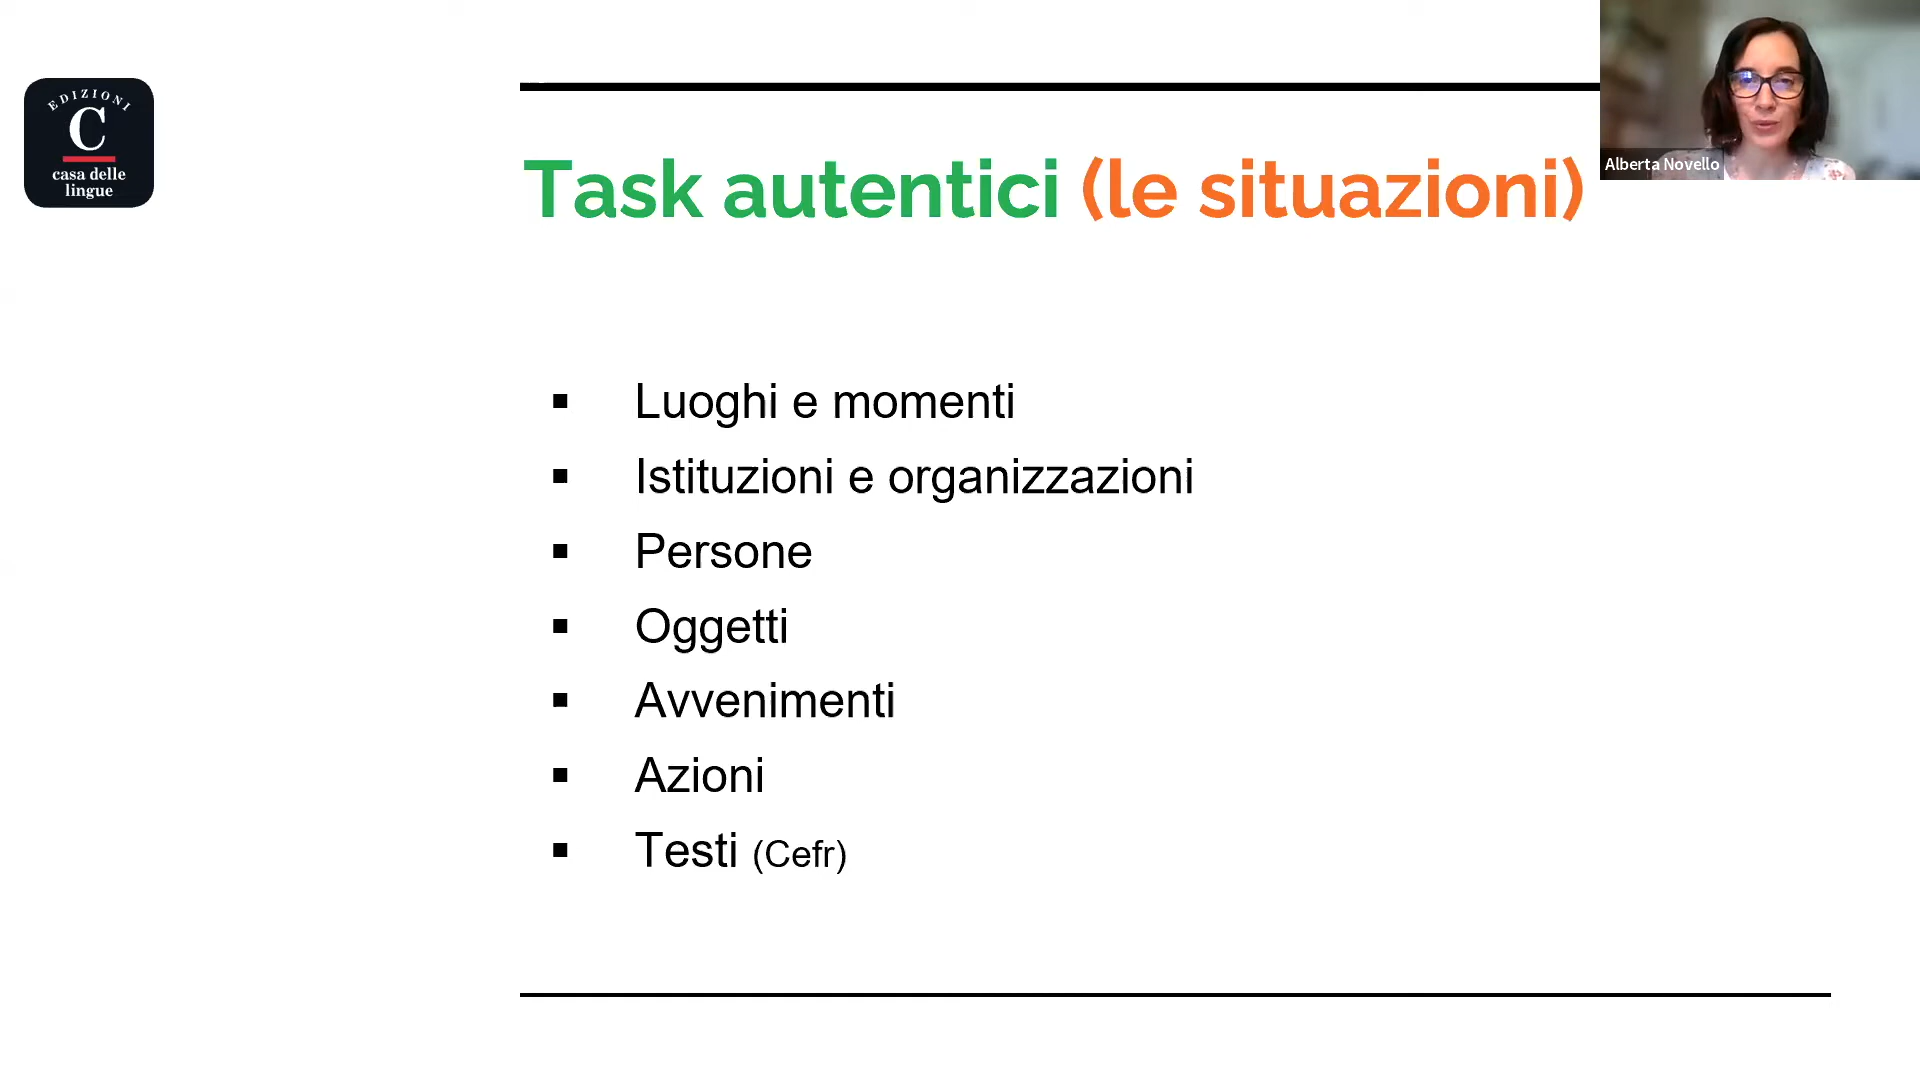 EDIZIONI
C
casa delle
lingue
Task autentici (le situazioni)
Alberta Novello
▪ Luoghi e momenti
▪ Istituzioni e organizzazioni
▪ Persone
▪ Oggetti
▪ Avvenimenti
▪ Azioni
▪ Testi (Cefr)